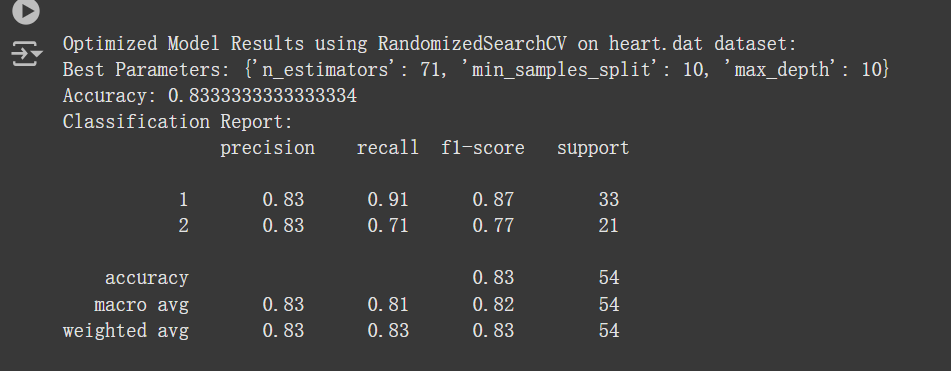 Optimized Model Results using RandomizedSearchCV on heart.dat dataset:
Best Parameters: {'n_estimators': 71, 'min_samples_split': 10, 'max_depth': 10}
Accuracy: 0.8333333333333334
Classification Report:
precision recall f1-score support
1 0.83 0.91 0.87 33
2 0.83 0.71 0.77 21
accuracy 0.83 54
macro avg 0.83 0.81 0.82 54
weighted avg 0.83 0.83 0.83 54